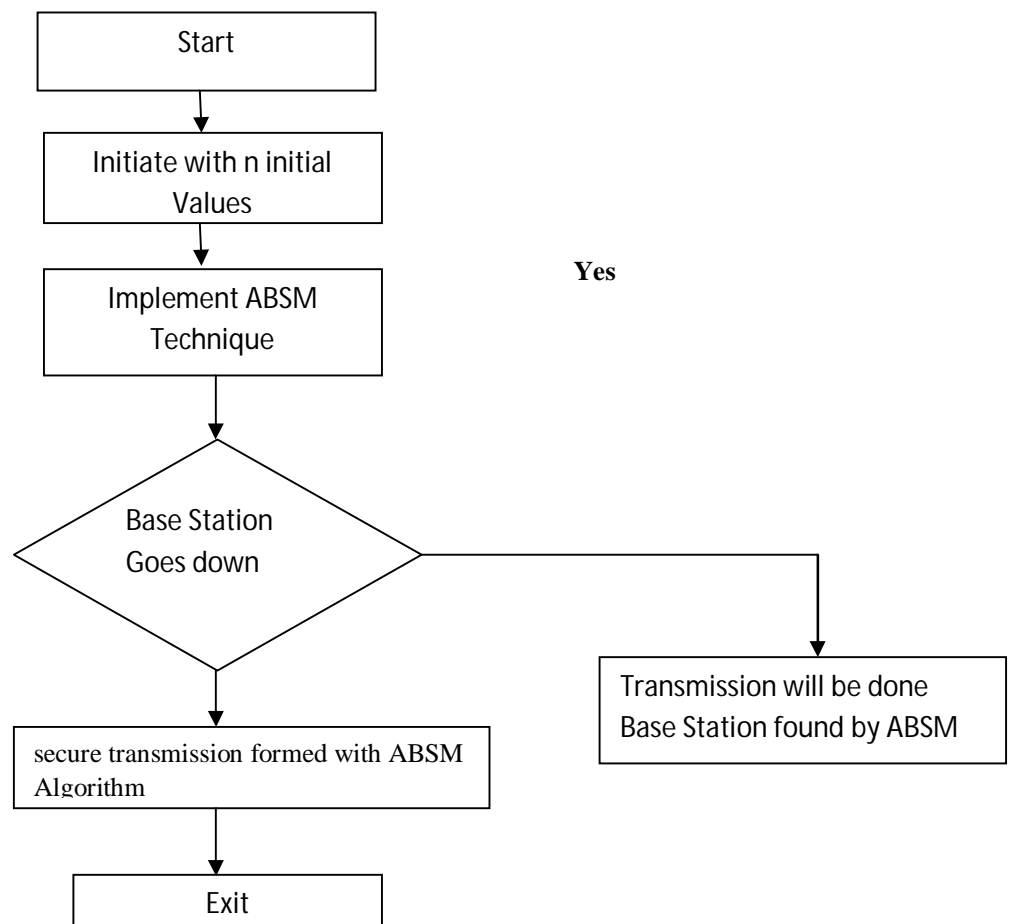 Start
Initiate with n initial
Values
Yes
Implement ABSM
Technique
Base Station
Goes down
Transmission will be done
Base Station found by ABSM
secure transmission formed with ABSM
Algorithm
Exit